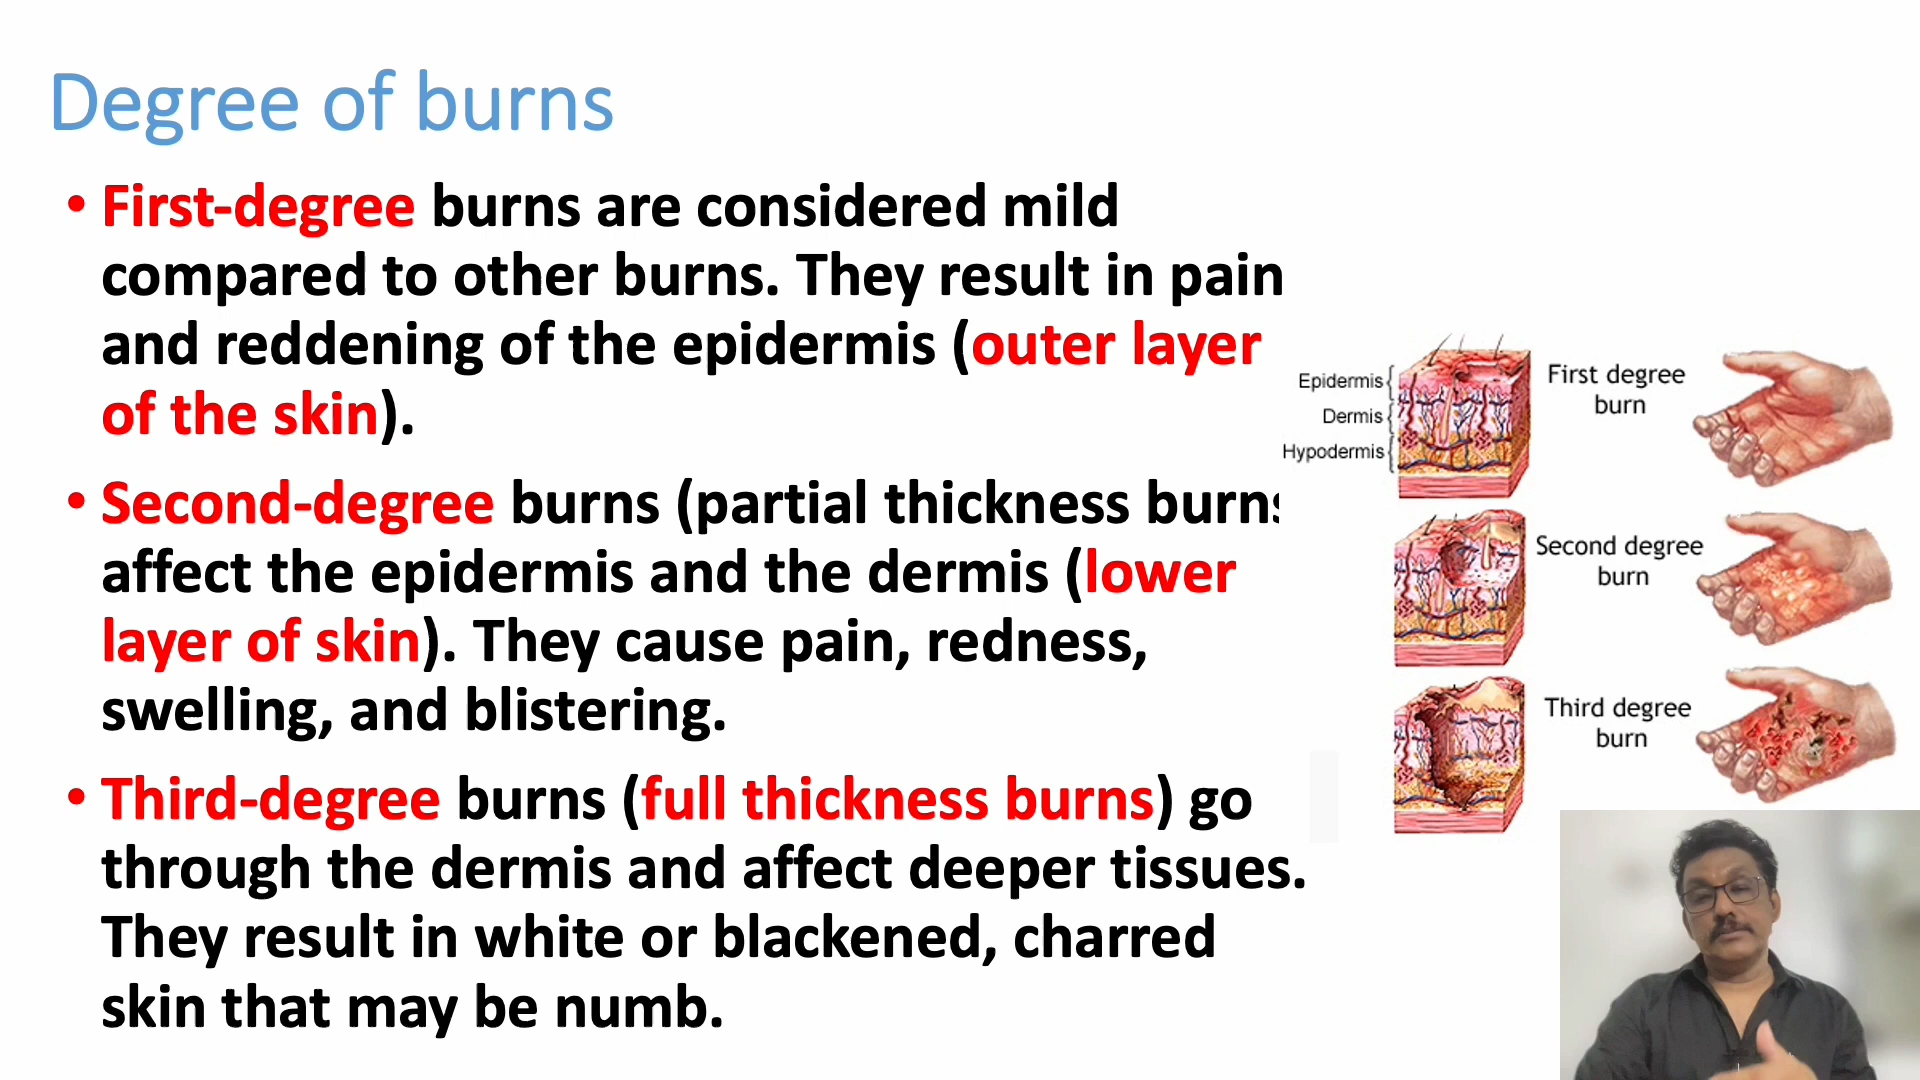 Degree of burns
• First-degree burns are considered mild
compared to other burns. They result in pain
and reddening of the epidermis (outer layer
of the skin).
• Second-degree burns (partial thickness burns
affect the epidermis and the dermis (lower
layer of skin). They cause pain, redness,
swelling, and blistering.
• Third-degree burns (full thickness burns) go
through the dermis and affect deeper tissues.
They result in white or blackened, charred
skin that may be numb.
Epidermis
Dermis
Hypodermis
First degree
burn
Second degree
burn
Third degree
burn